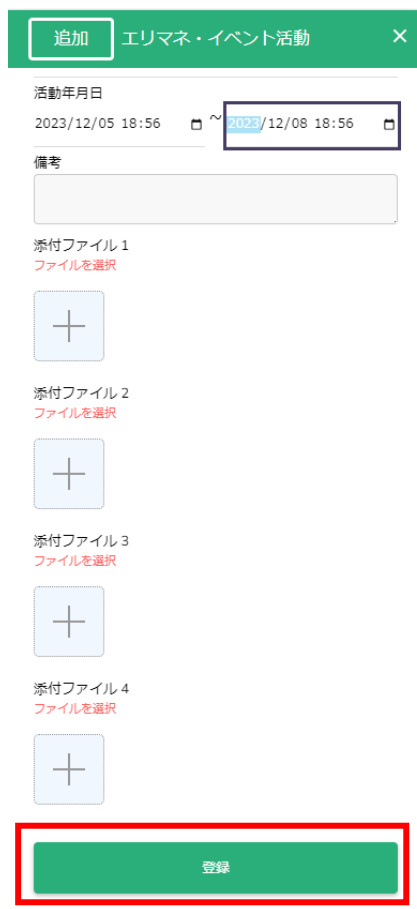 追加 エリマネ・イベント活動 ×
活動年月日
2023/12/05 18:56 ~ 2023/12/08 18:56
備考
添付ファイル1
ファイルを選択
添付ファイル2
ファイルを選択
添付ファイル3
ファイルを選択
添付ファイル4
ファイルを選択
登録